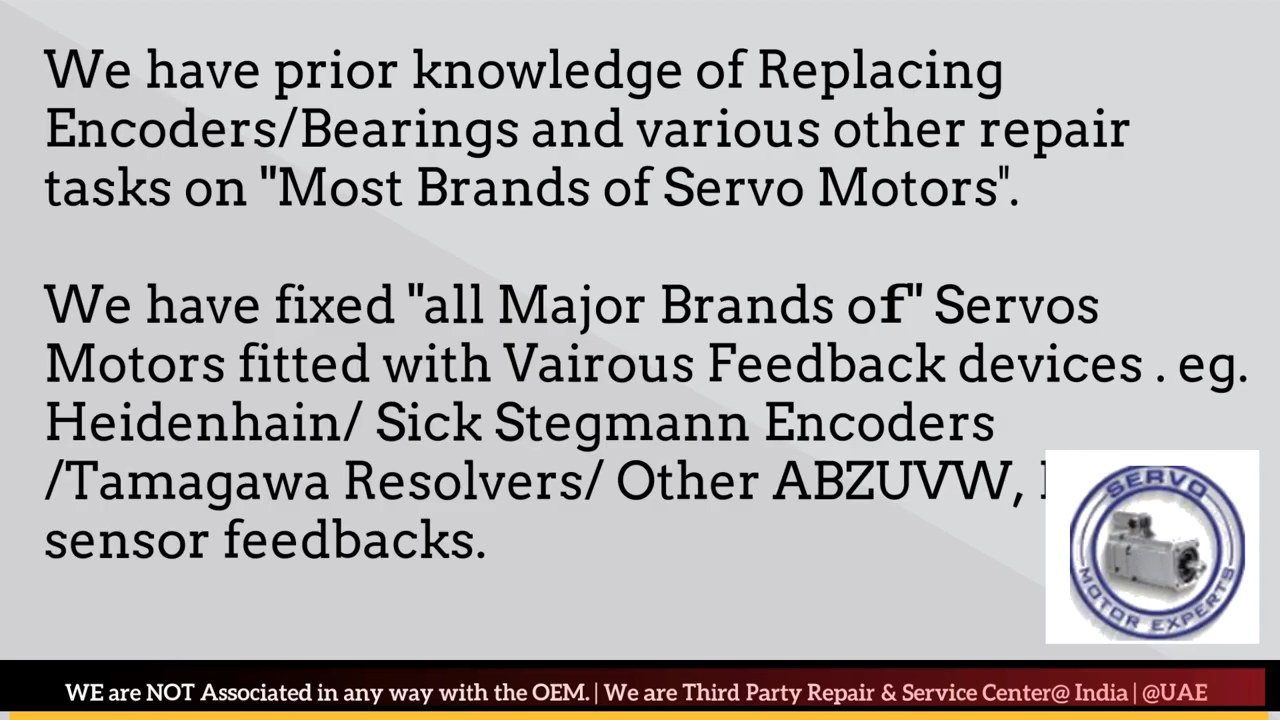 We have prior knowledge of Replacing
Encoders/Bearings and various other repair
tasks on "Most Brands of Servo Motors".
We have fixed "all Major Brands of" Servos
Motors fitted with Vairous Feedback devices . eg.
Heidenhain/ Sick Stegmann Encoders
/Tamagawa Resolvers/ Other ABZUVW,
sensor feedbacks.
SERVO
MOTOR EXPERTS
WE are NOT Associated in any way with the OEM. | We are Third Party Repair & Service Center@ India | @UAE